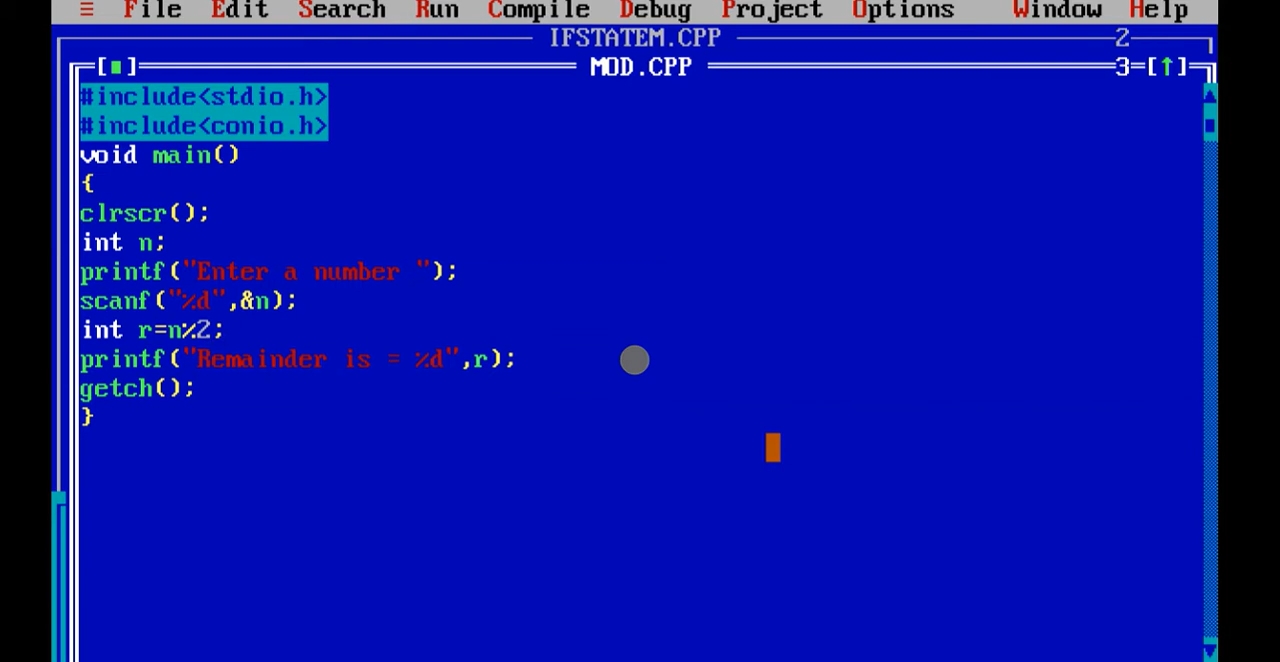 ≡ File Edit Search Run Compile Debug Project Options Window Help
IFSTATEM.CPP 2
[■] MOD.CPP 3=[↑]
#include<stdio.h>
#include<conio.h>
void main()
{
clrscr();
int n;
printf("Enter a number ");
scanf("%d",&n);
int r=n%2;
printf("Remainder is = %d",r);
getch();
}